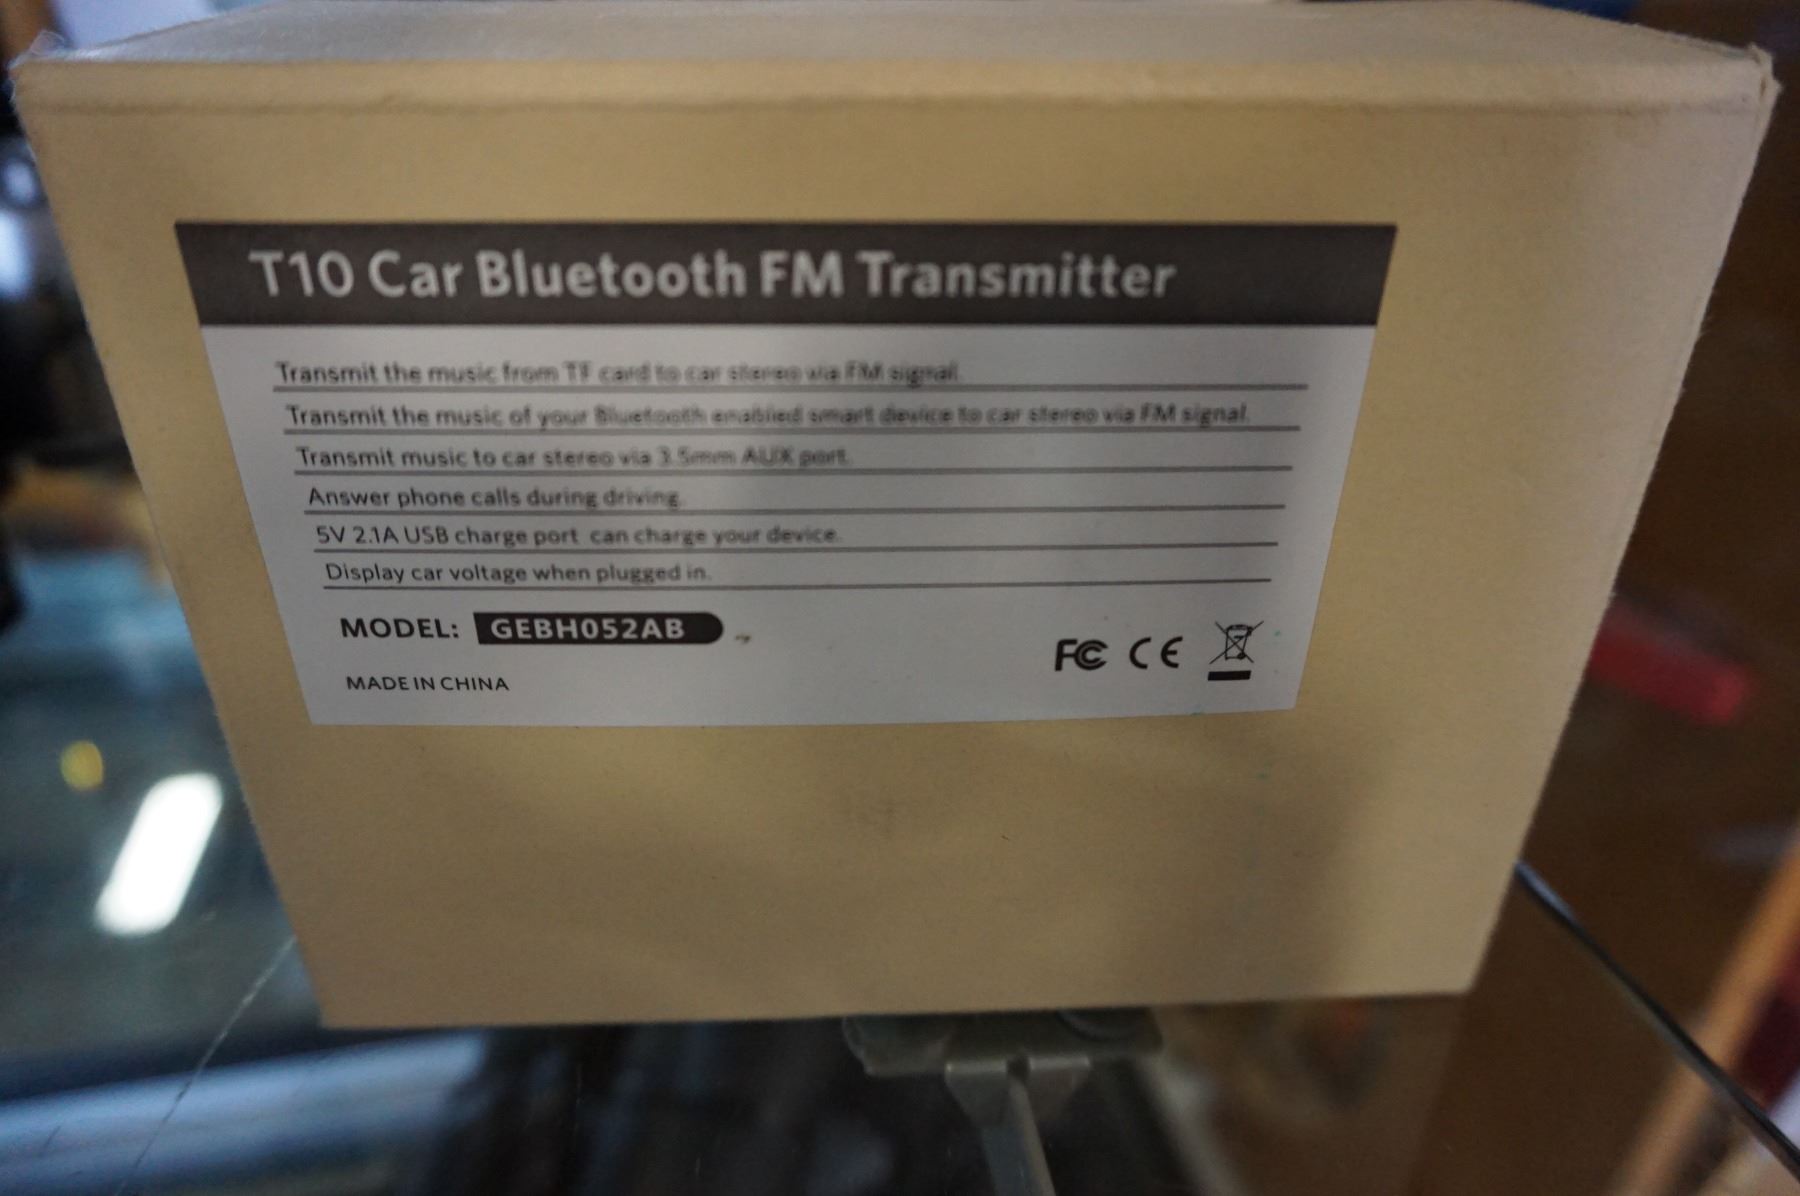 T10 Car Bluetooth FM Transmitter
Transmit the music from TF card to car stereo via FM signal.
Transmit the music of your Bluetooth enabled smart device to car stereo via FM signal.
Transmit music to car stereo via 3.5mm AUX port.
Answer phone calls during driving.
5V 2.1A USB charge port can charge your device.
Display car voltage when plugged in.
MODEL: GEBH052AB
FC CE
MADE IN CHINA